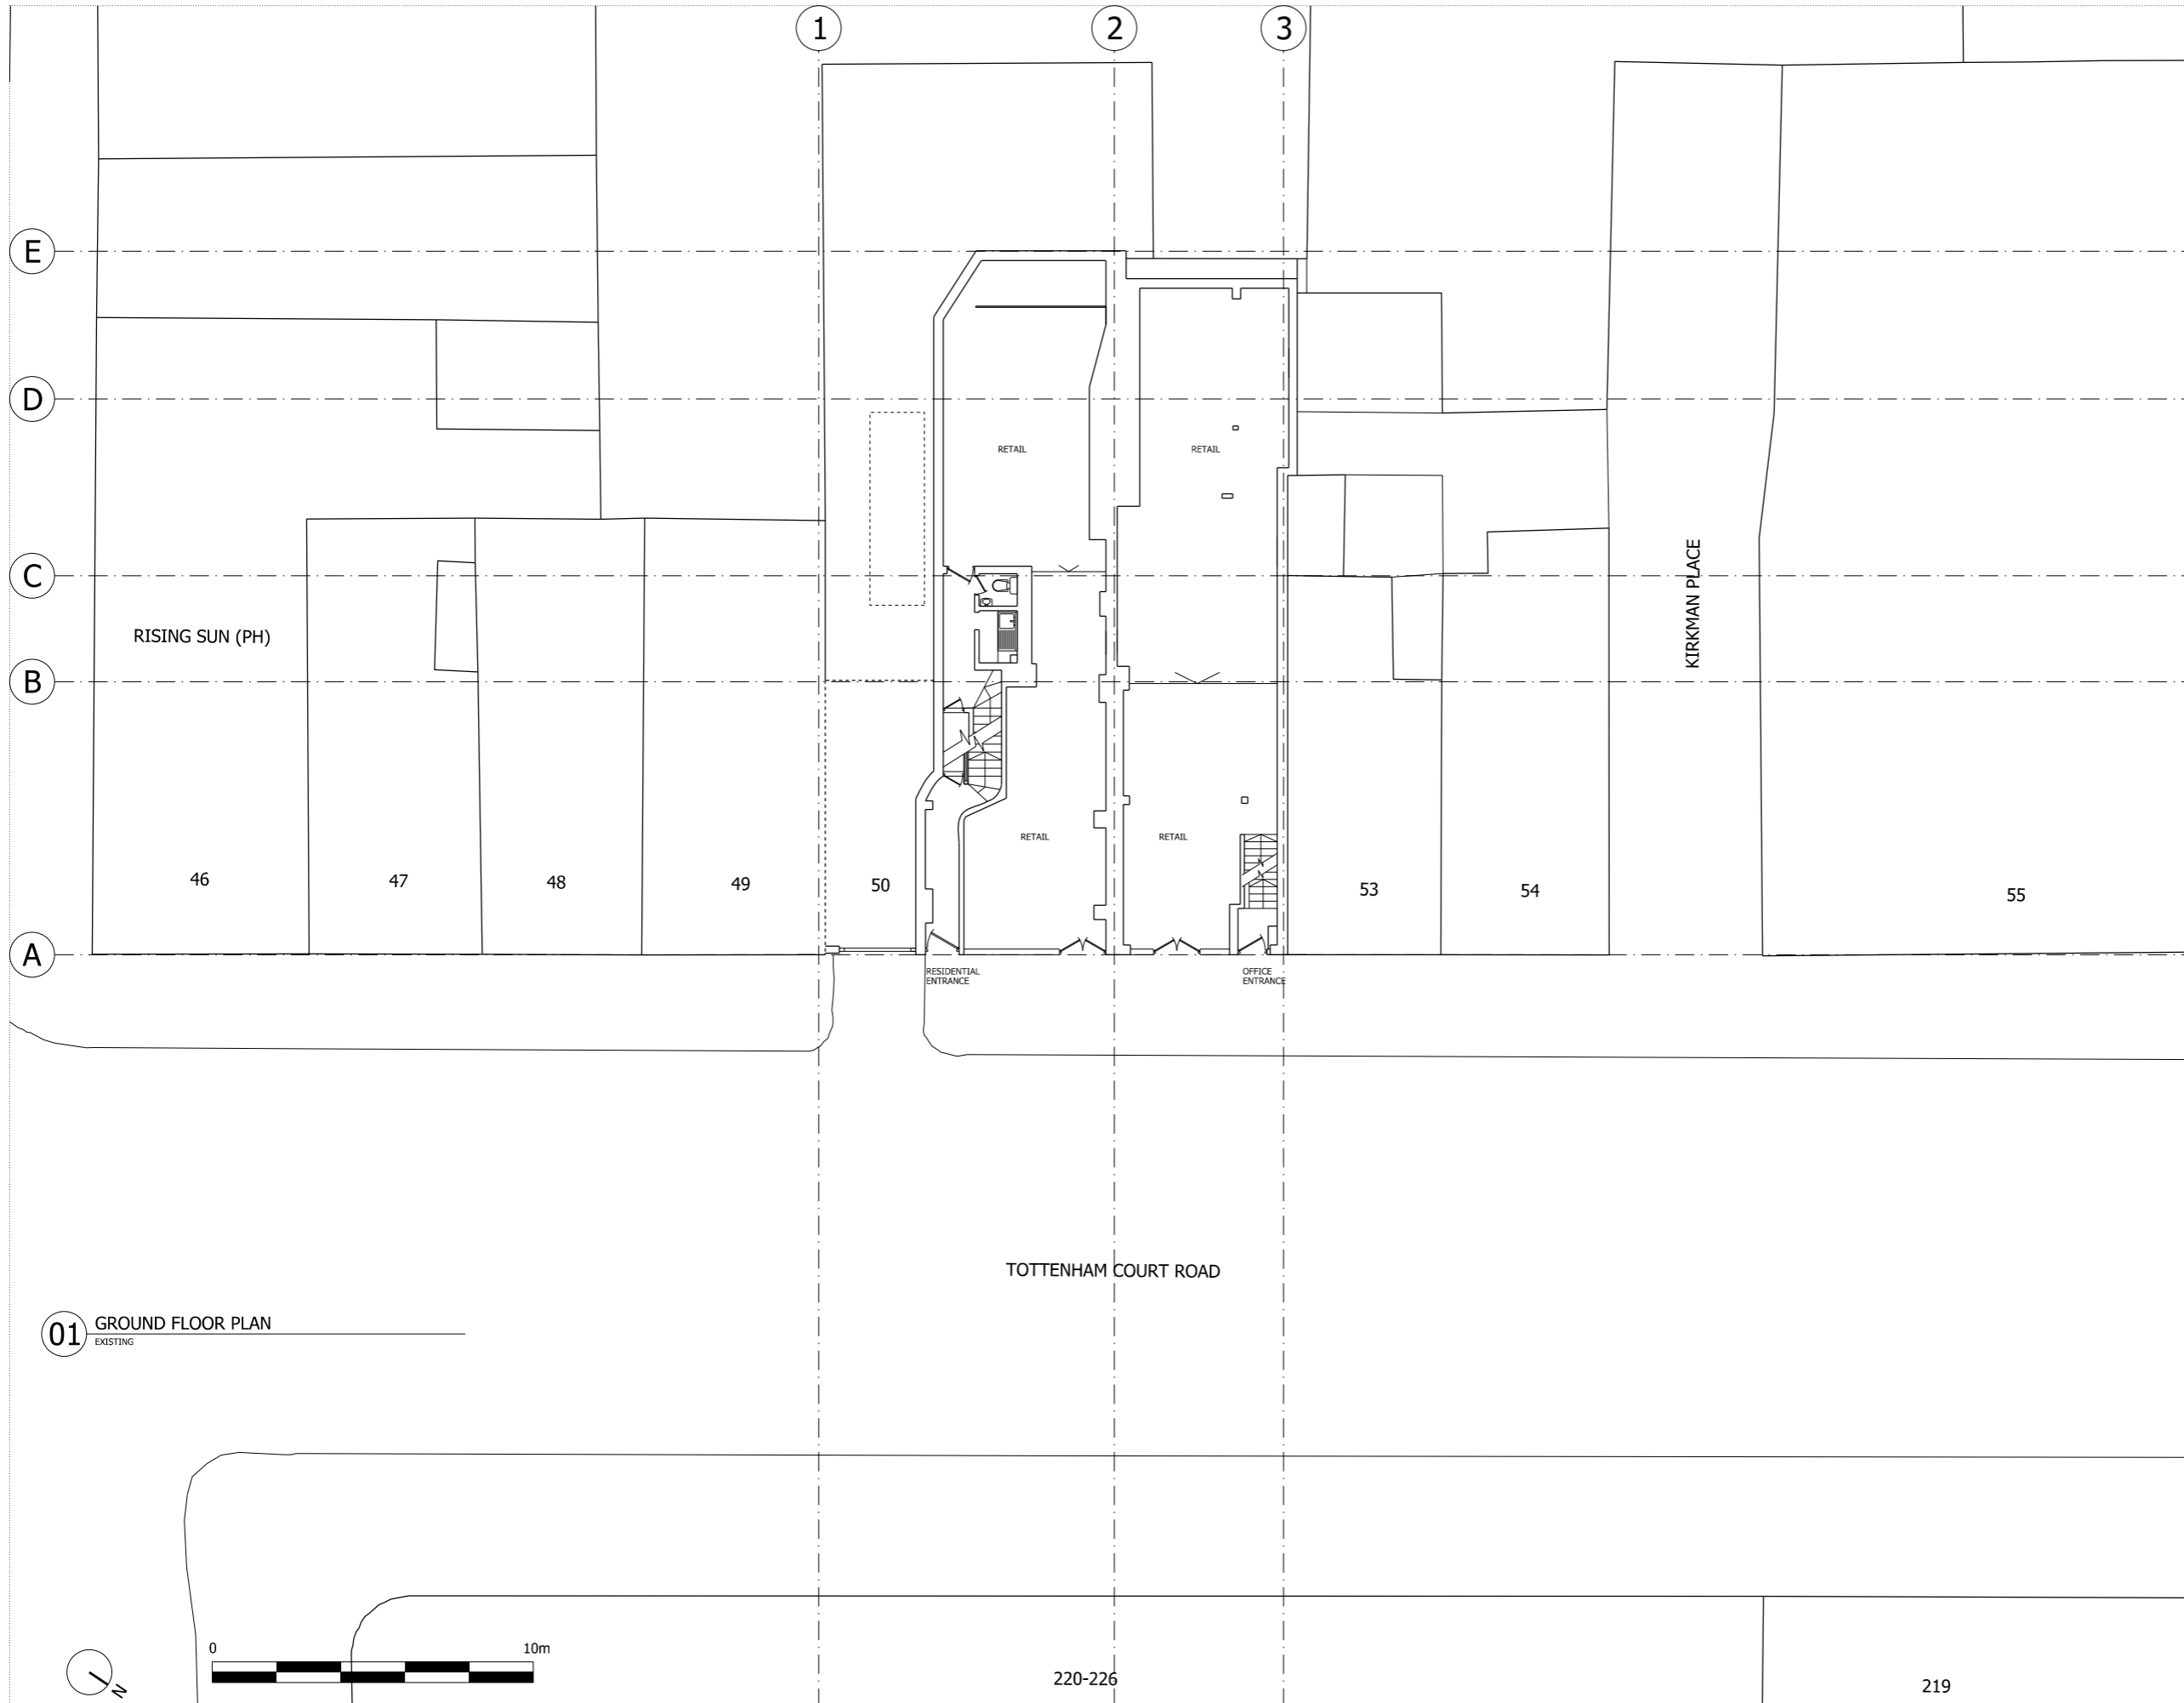 1
2
3
E
D
RETAIL
RETAIL
C
KIRKMAN PLACE
RISING SUN (PH)
B
RETAIL
RETAIL
46
47
48
49
50
53
54
55
A
RESIDENTIAL
ENTRANCE
OFFICE
ENTRANCE
TOTTENHAM COURT ROAD
01
GROUND FLOOR PLAN
EXISTING
0
10m
N
220-226
219